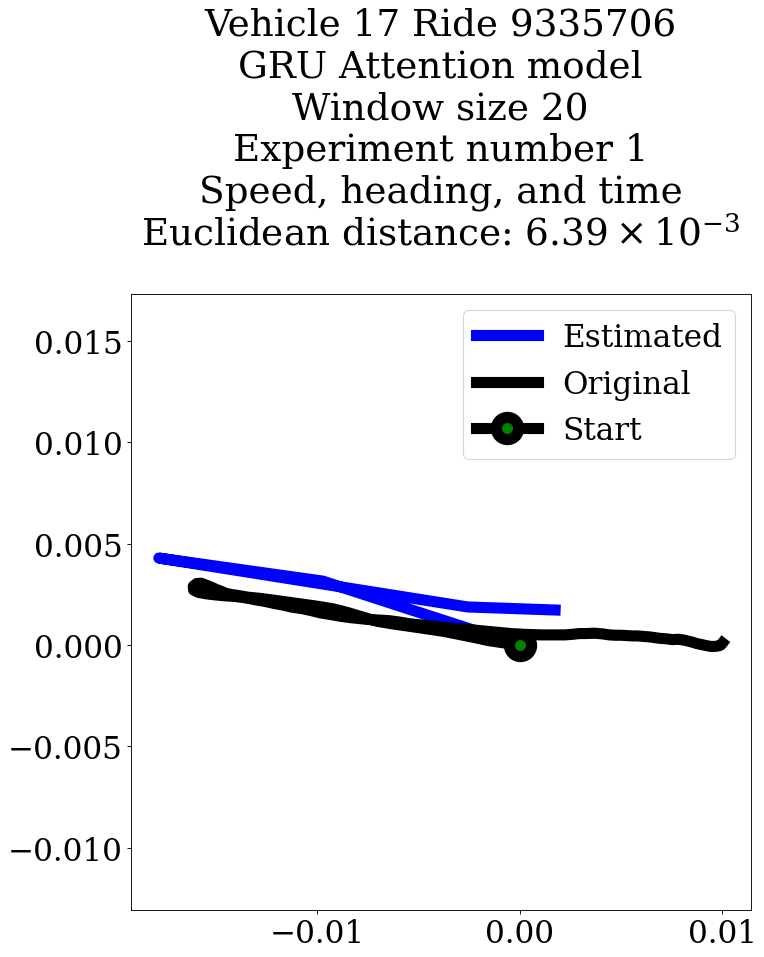 Vehicle 17 Ride 9335706
GRU Attention model
Window size 20
Experiment number 1
Speed, heading, and time
Euclidean distance: 6.39 × 10⁻³
Estimated
Original
Start
0.015
0.010
0.005
0.000
−0.005
−0.010
−0.01
0.00
0.01